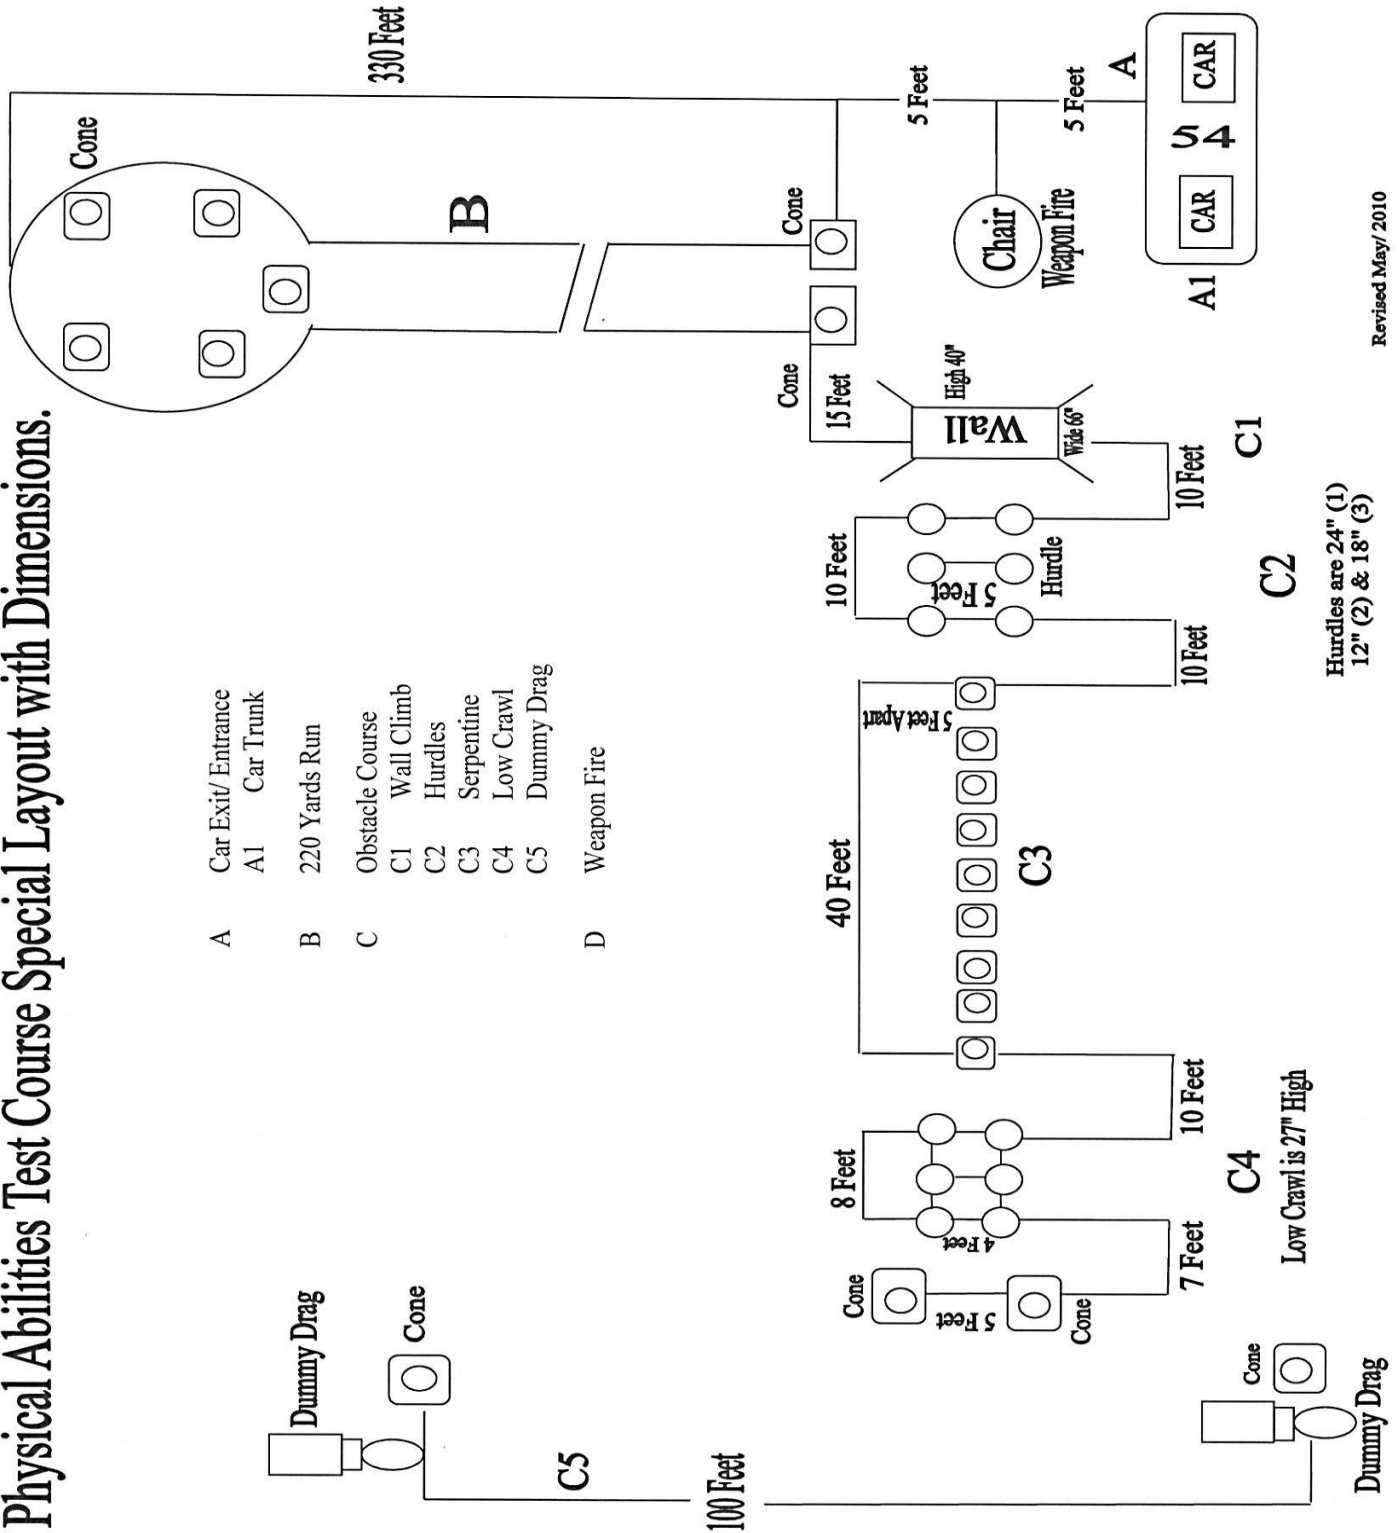 Physical Abilities Test Course Special Layout with Dimensions.
A Car Exit/ Entrance
A1 Car Trunk
B 220 Yards Run
C Obstacle Course
C1 Wall Climb
C2 Hurdles
C3 Serpentine
C4 Low Crawl
C5 Dummy Drag
D Weapon Fire
Dummy Drag
Cone
C5
100 Feet
Dummy Drag
Cone
Cone
5 Feet
Cone
7 Feet
8 Feet
4 Feet
C4
Low Crawl is 27" High
10 Feet
40 Feet
5 Feet Apart
C3
10 Feet
10 Feet
5 Feet
Hurdle
C2
Hurdles are 24" (1)
12" (2) & 18" (3)
10 Feet
C1
15 Feet
Wall
High 40"
Wide 66"
Cone
Cone
B
Cone
330 Feet
5 Feet
Chair
Weapon Fire
5 Feet
A
CAR
54
CAR
A1
Revised May/ 2010